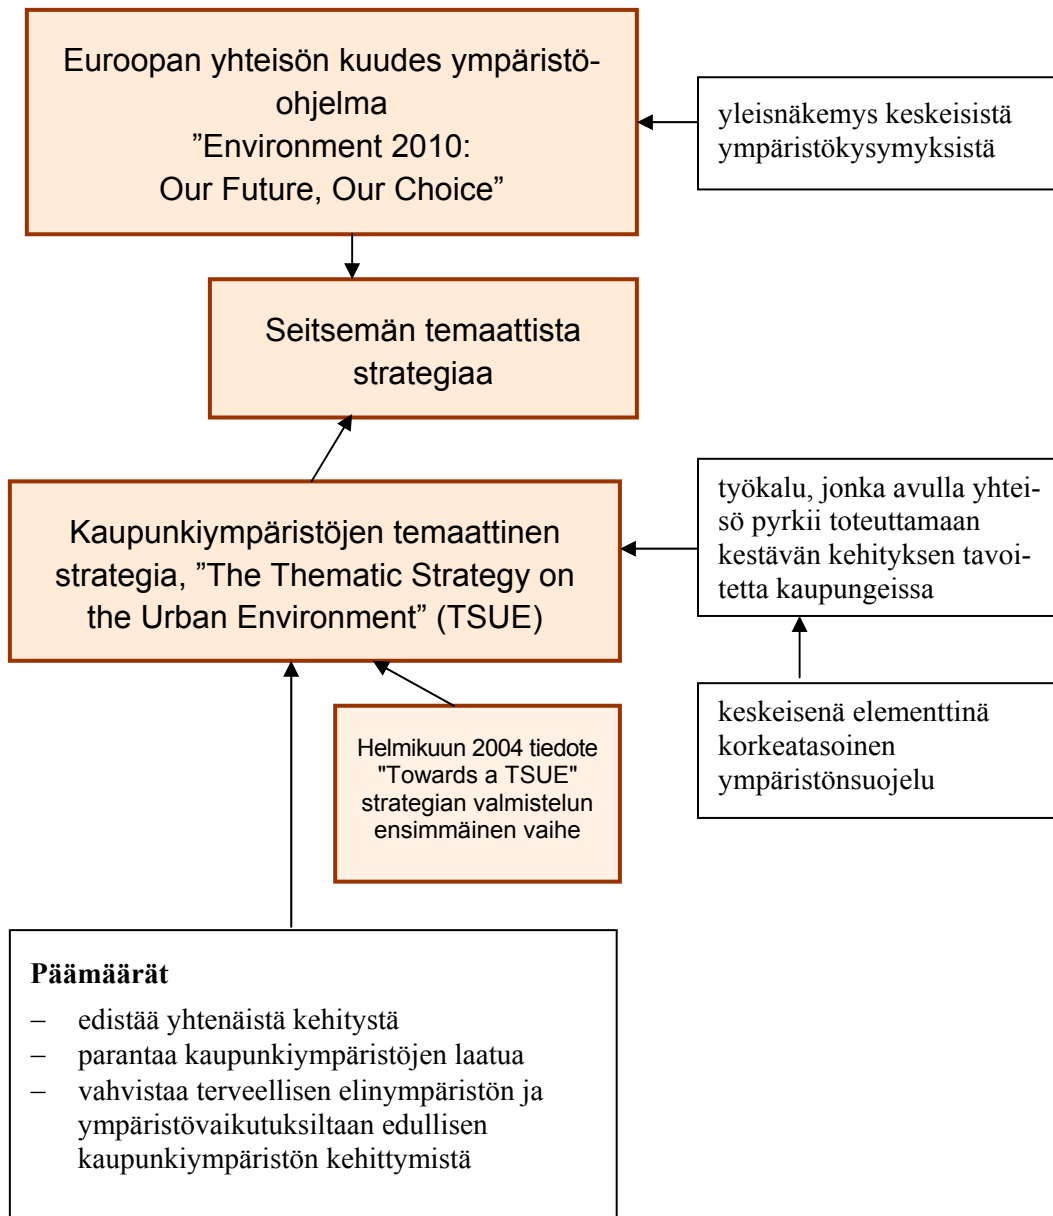 Euroopan yhteisön kuudes ympäristö-
ohjelma
”Environment 2010:
Our Future, Our Choice”
yleisnäkemys keskeisistä
ympäristökysymyksistä
Seitsemän temaattista
strategiaa
Kaupunkiympäristöjen temaattinen
strategia, ”The Thematic Strategy on
the Urban Environment” (TSUE)
työkalu, jonka avulla yhtei-
sö pyrkii toteuttamaan
kestävän kehityksen tavoi-
tetta kaupungeissa
keskeisenä elementtinä
korkeatasoinen
ympäristönsuojelu
Helmikuun 2004 tiedote
"Towards a TSUE"
strategian valmistelun
ensimmäinen vaihe
Päämäärät
– edistää yhtenäistä kehitystä
– parantaa kaupunkiympäristöjen laatua
– vahvistaa terveellisen elinympäristön ja
ympäristövaikutuksiltaan edullisen
kaupunkiympäristön kehittymistä